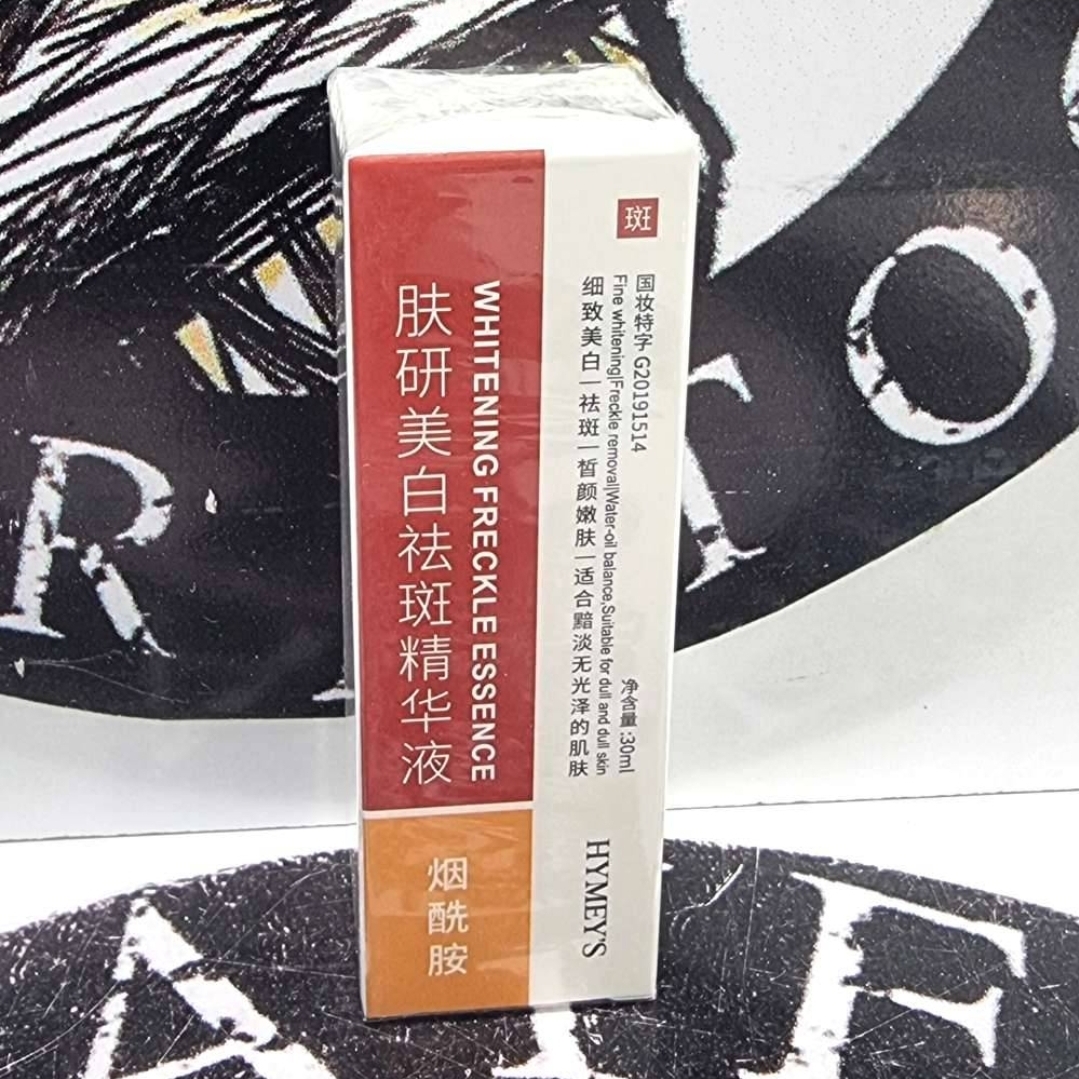 肤研美白祛斑精华液
WHITENING FRECKLE ESSENCE
烟酰胺
斑
国妆特字 G20191514
Fine whitening|Freckle removal|Water-oil balance,Suitable for dull and dull skin
细致美白|祛斑|皙颜嫩肤|适合黯淡无光泽的肌肤
净含量:30ml
HYMEY'S
R
T O
A
F